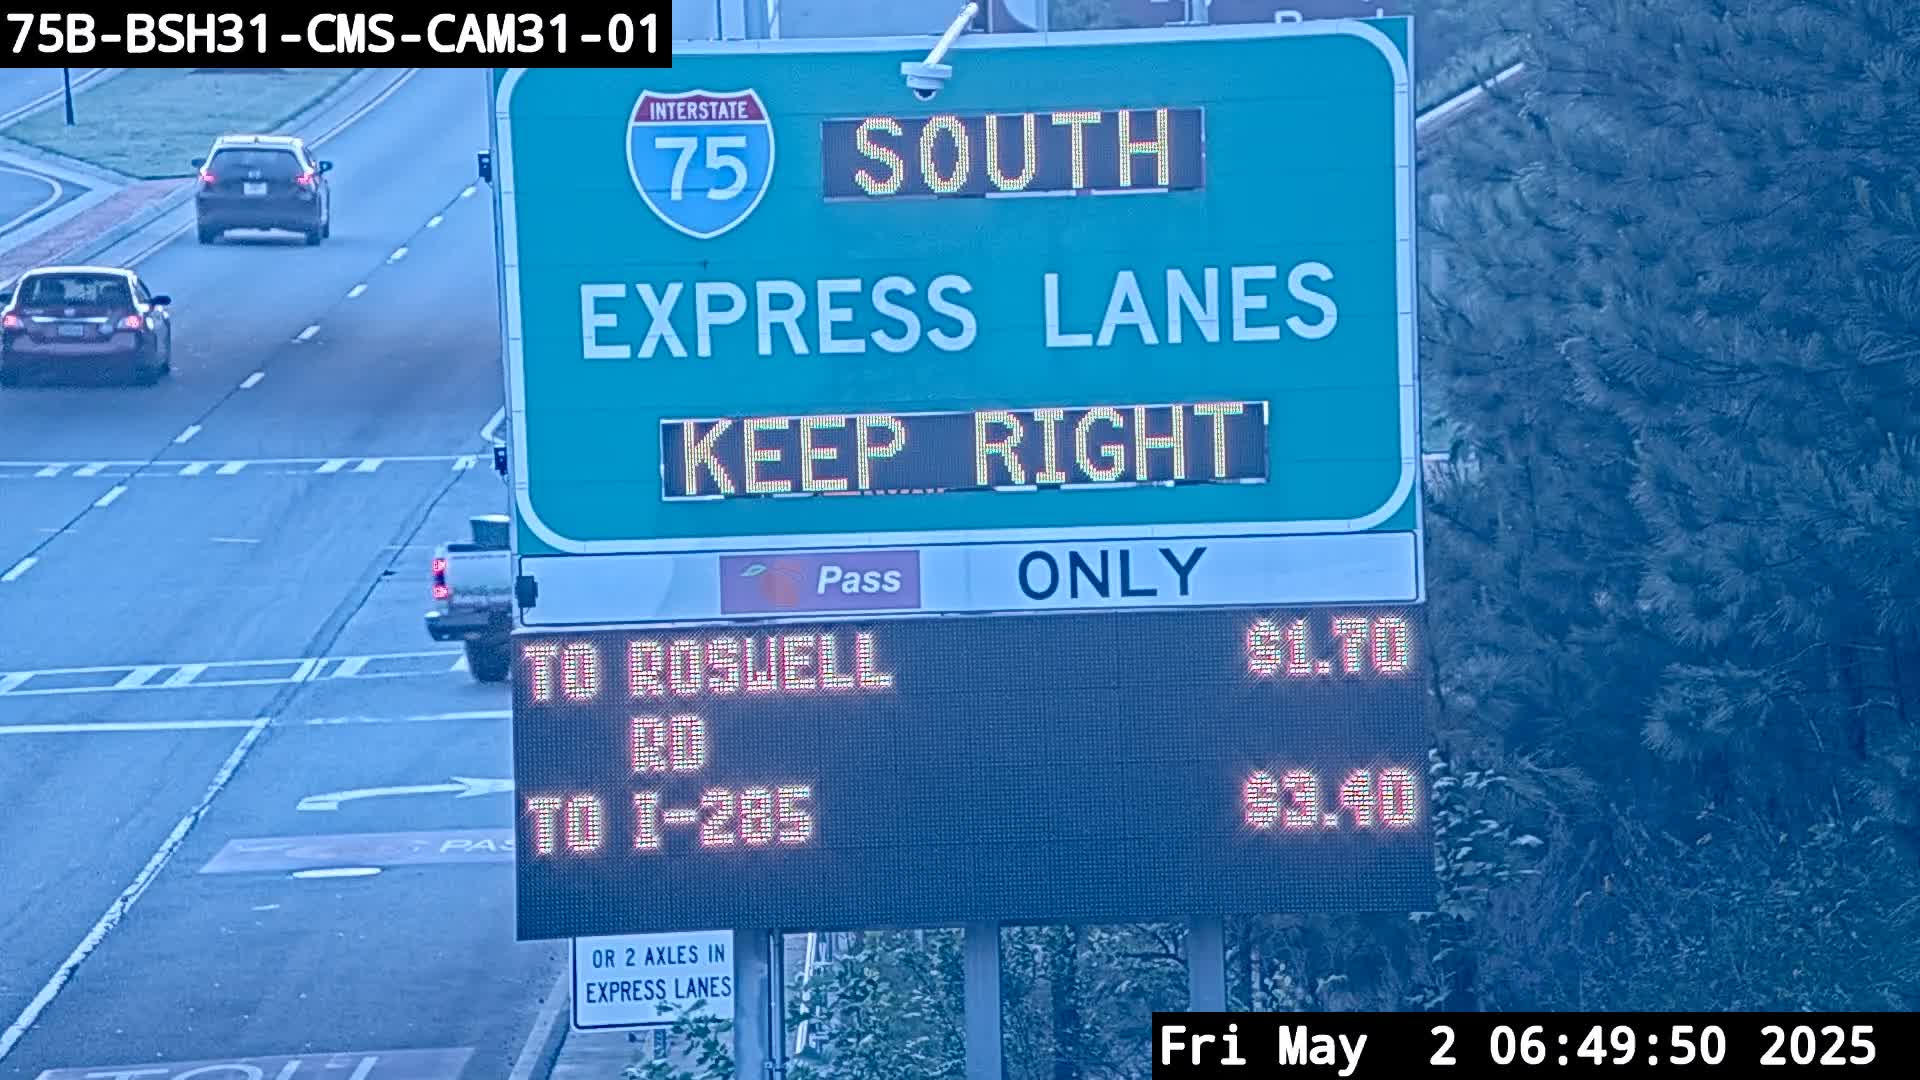 75B-BSH31-CMS-CAM31-01
INTERSTATE
75
SOUTH
EXPRESS LANES
KEEP RIGHT
Pass ONLY
TO ROSWELL $1.70
RD
TO I-285 $3.40
OR 2 AXLES IN
EXPRESS LANES
Fri May 2 06:49:50 2025